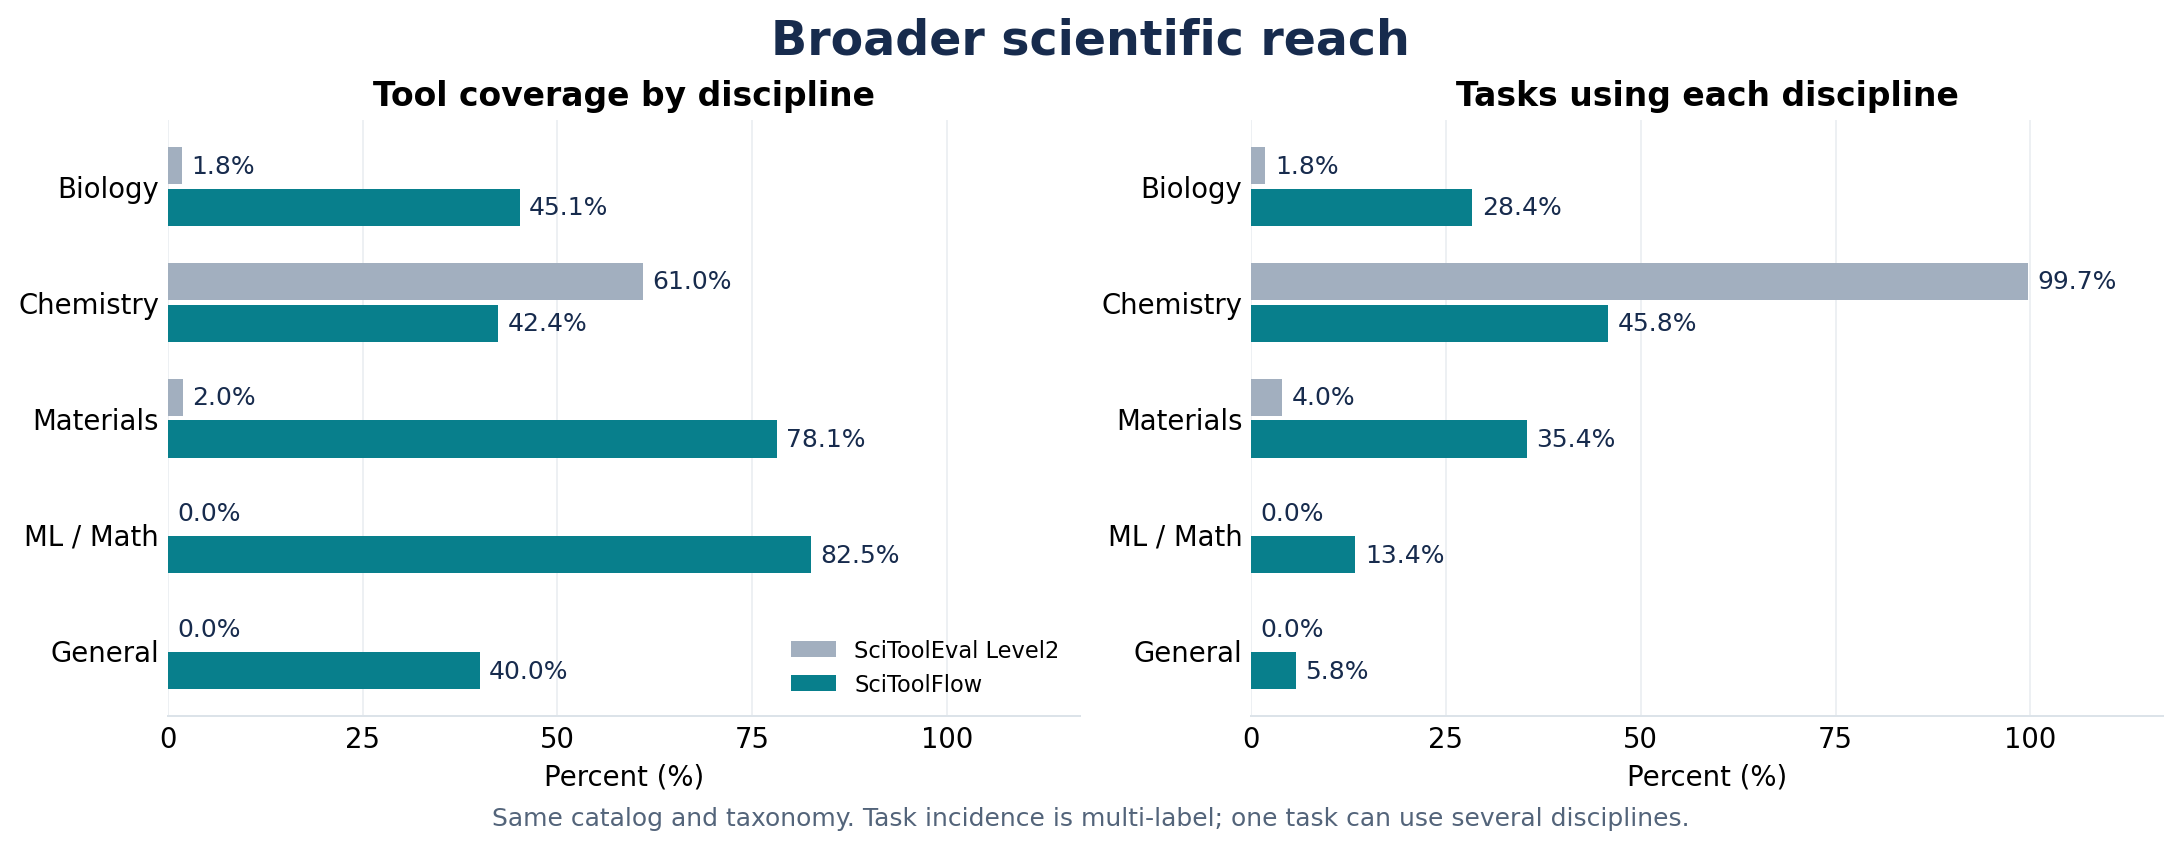 Broader scientific reach
Tool coverage by discipline
Biology
1.8%
45.1%
Chemistry
61.0%
42.4%
Materials
2.0%
78.1%
ML / Math
0.0%
82.5%
General
0.0%
40.0%
SciToolEval Level2
SciToolFlow
0 25 50 75 100
Percent (%)
Tasks using each discipline
Biology
1.8%
28.4%
Chemistry
99.7%
45.8%
Materials
4.0%
35.4%
ML / Math
0.0%
13.4%
General
0.0%
5.8%
0 25 50 75 100
Percent (%)
Same catalog and taxonomy. Task incidence is multi-label; one task can use several disciplines.